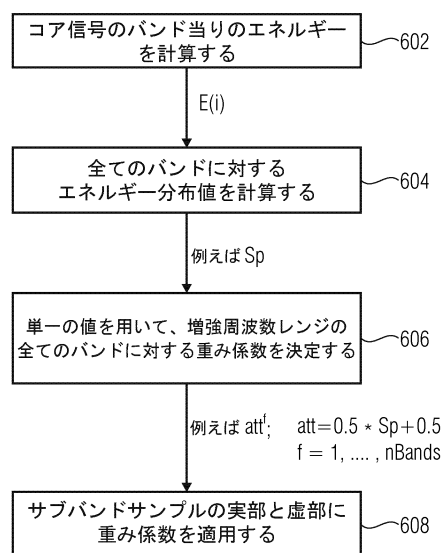 コア信号のバンド当りのエネルギー
を計算する
602
E(i)
全てのバンドに対する
エネルギー分布値を計算する
604
例えば Sp
単一の値を用いて、増強周波数レンジの
全てのバンドに対する重み係数を決定する
606
例えば attᶠ; att=0.5 * Sp+0.5
f = 1, .... , nBands
サブバンドサンプルの実部と虚部に
重み係数を適用する
608